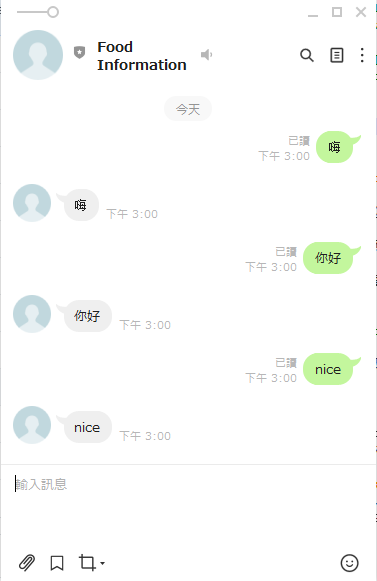 Food
Information
今天
已讀
下午 3:00
嗨
嗨
下午 3:00
已讀
下午 3:00
你好
你好
下午 3:00
已讀
下午 3:00
nice
nice
下午 3:00
輸入訊息